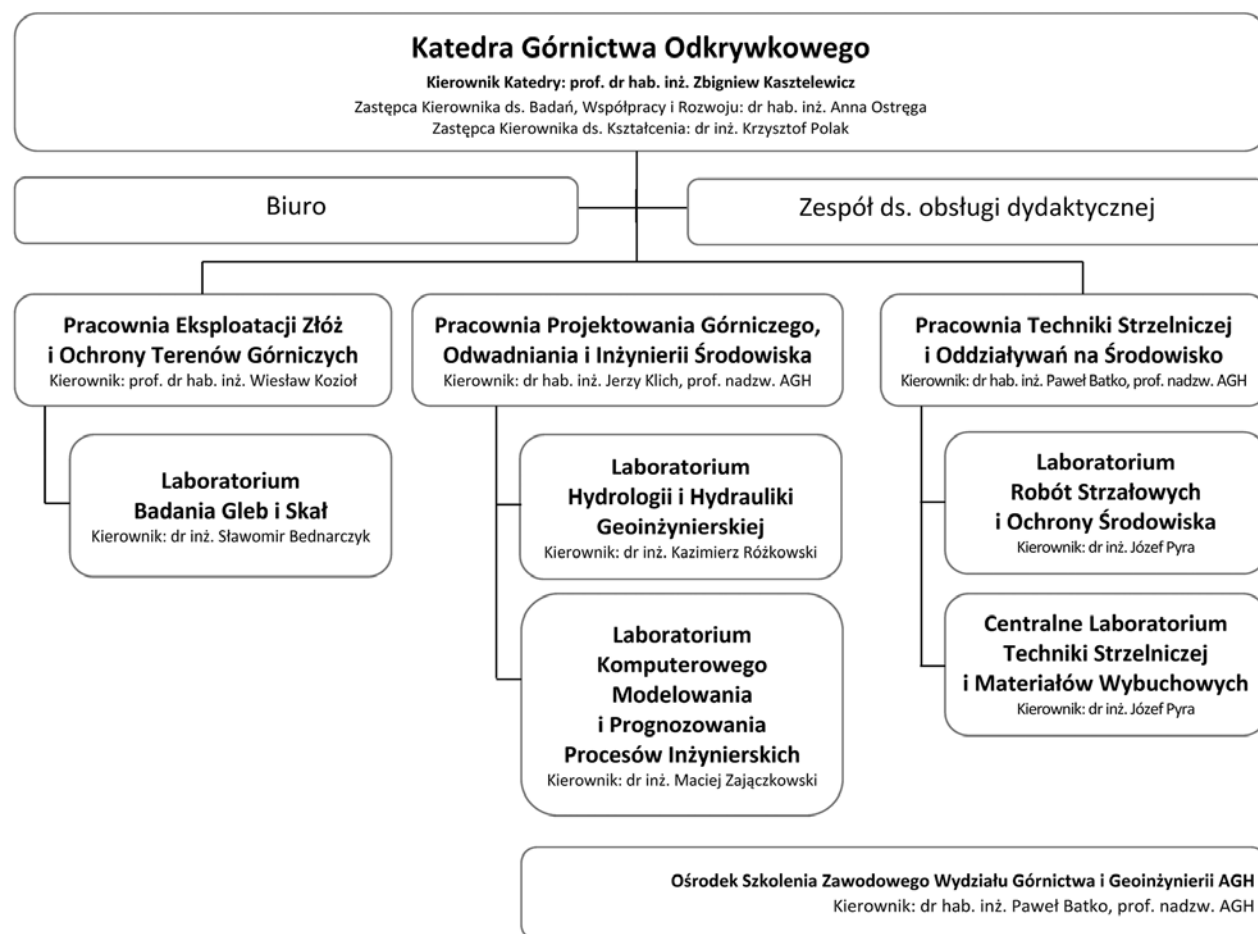 Katedra Górnictwa Odkrywkowego
Kierownik Katedry: prof. dr hab. inż. Zbigniew Kasztelewicz
Zastępca Kierownika ds. Badań, Współpracy i Rozwoju: dr hab. inż. Anna Ostręga
Zastępca Kierownika ds. Kształcenia: dr inż. Krzysztof Polak
Biuro
Zespół ds. obsługi dydaktycznej
Pracownia Eksploatacji Złóż
i Ochrony Terenów Górniczych
Kierownik: prof. dr hab. inż. Wiesław Kozioł
Laboratorium
Badania Gleb i Skał
Kierownik: dr inż. Sławomir Bednarczyk
Pracownia Projektowania Górniczego,
Odwadniania i Inżynierii Środowiska
Kierownik: dr hab. inż. Jerzy Klich, prof. nadzw. AGH
Laboratorium
Hydrologii i Hydrauliki
Geoinżynierskiej
Kierownik: dr inż. Kazimierz Różkowski
Laboratorium
Komputerowego
Modelowania
i Prognozowania
Procesów Inżynierskich
Kierownik: dr inż. Maciej Zajączkowski
Pracownia Techniki Strzelniczej
i Oddziaływań na Środowisko
Kierownik: dr hab. inż. Paweł Batko, prof. nadzw. AGH
Laboratorium
Robót Strzałowych
i Ochrony Środowiska
Kierownik: dr inż. Józef Pyra
Centralne Laboratorium
Techniki Strzelniczej
i Materiałów Wybuchowych
Kierownik: dr inż. Józef Pyra
Ośrodek Szkolenia Zawodowego Wydziału Górnictwa i Geoinżynierii AGH
Kierownik: dr hab. inż. Paweł Batko, prof. nadzw. AGH